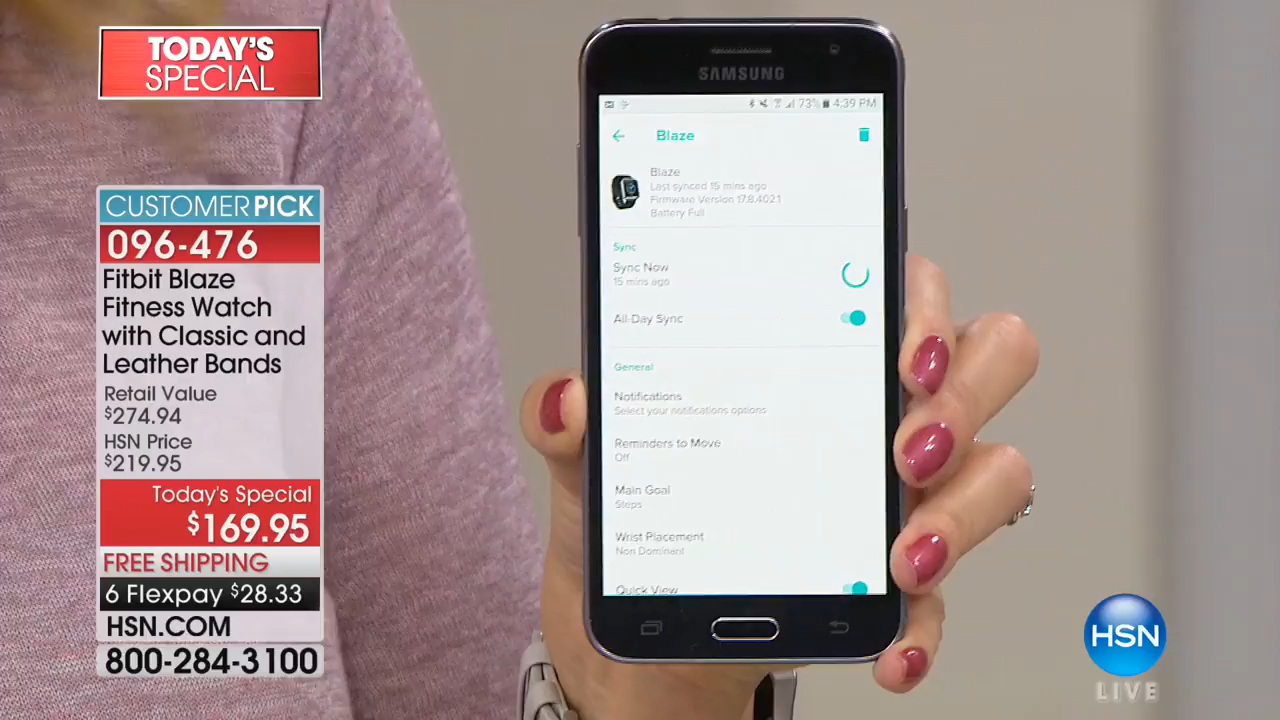 TODAY'S
SPECIAL
CUSTOMER PICK
096-476
Fitbit Blaze
Fitness Watch
with Classic and
Leather Bands
Retail Value
$274.94
HSN Price
$219.95
Today's Special
$169.95
FREE SHIPPING
6 Flexpay $28.33
HSN.COM
800-284-3100
SAMSUNG
73% 4:39 PM
Blaze
Blaze
Last synced 15 mins ago
Firmware Version 17.8.402.1
Battery Full
Sync
Sync Now
15 mins ago
All-Day Sync
General
Notifications
Select your notifications options
Reminders to Move
Off
Main Goal
Steps
Wrist Placement
Non Dominant
Quick View
HSN
LIVE